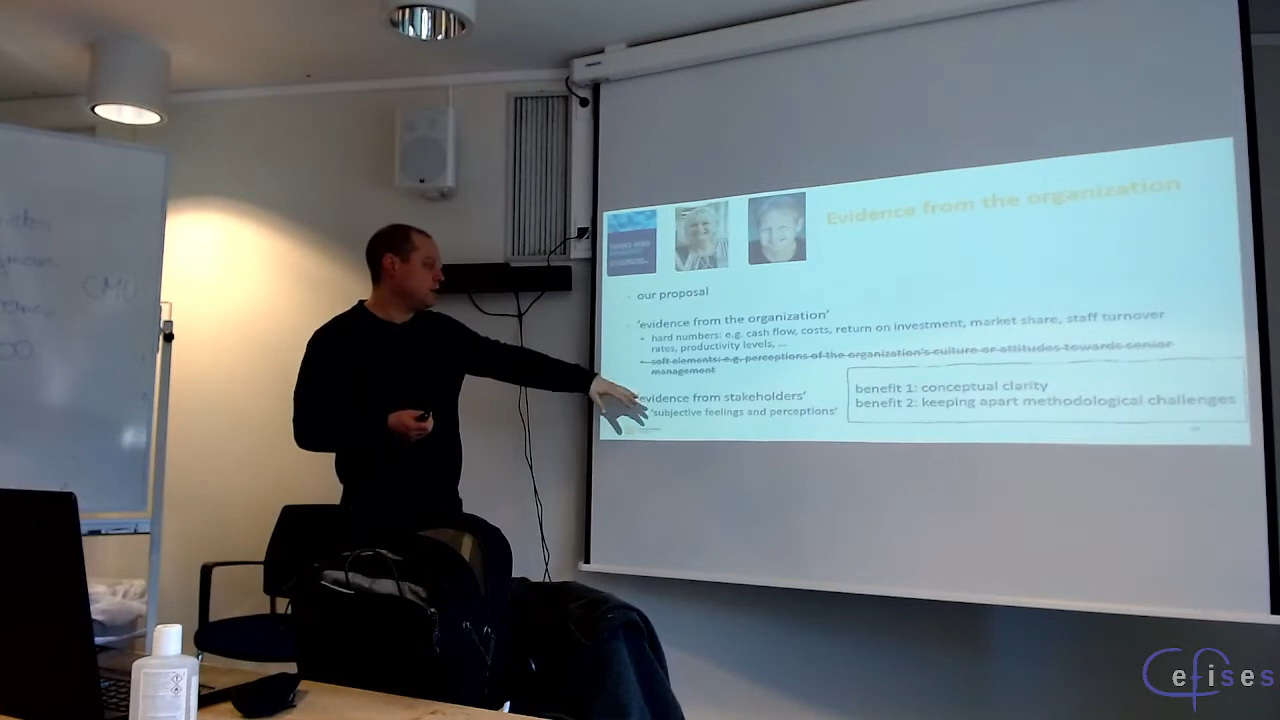 Evidence from the organization
our proposal
'evidence from the organization'
hard numbers: e.g. cash flow, costs, return on investment, market share, staff turnover
rates, productivity levels, ...
soft elements: e.g. perceptions of the organization's culture or attitudes towards senior
management
evidence from stakeholders'
'subjective feelings and perceptions'
benefit 1: conceptual clarity
benefit 2: keeping apart methodological challenges
CMU
efises